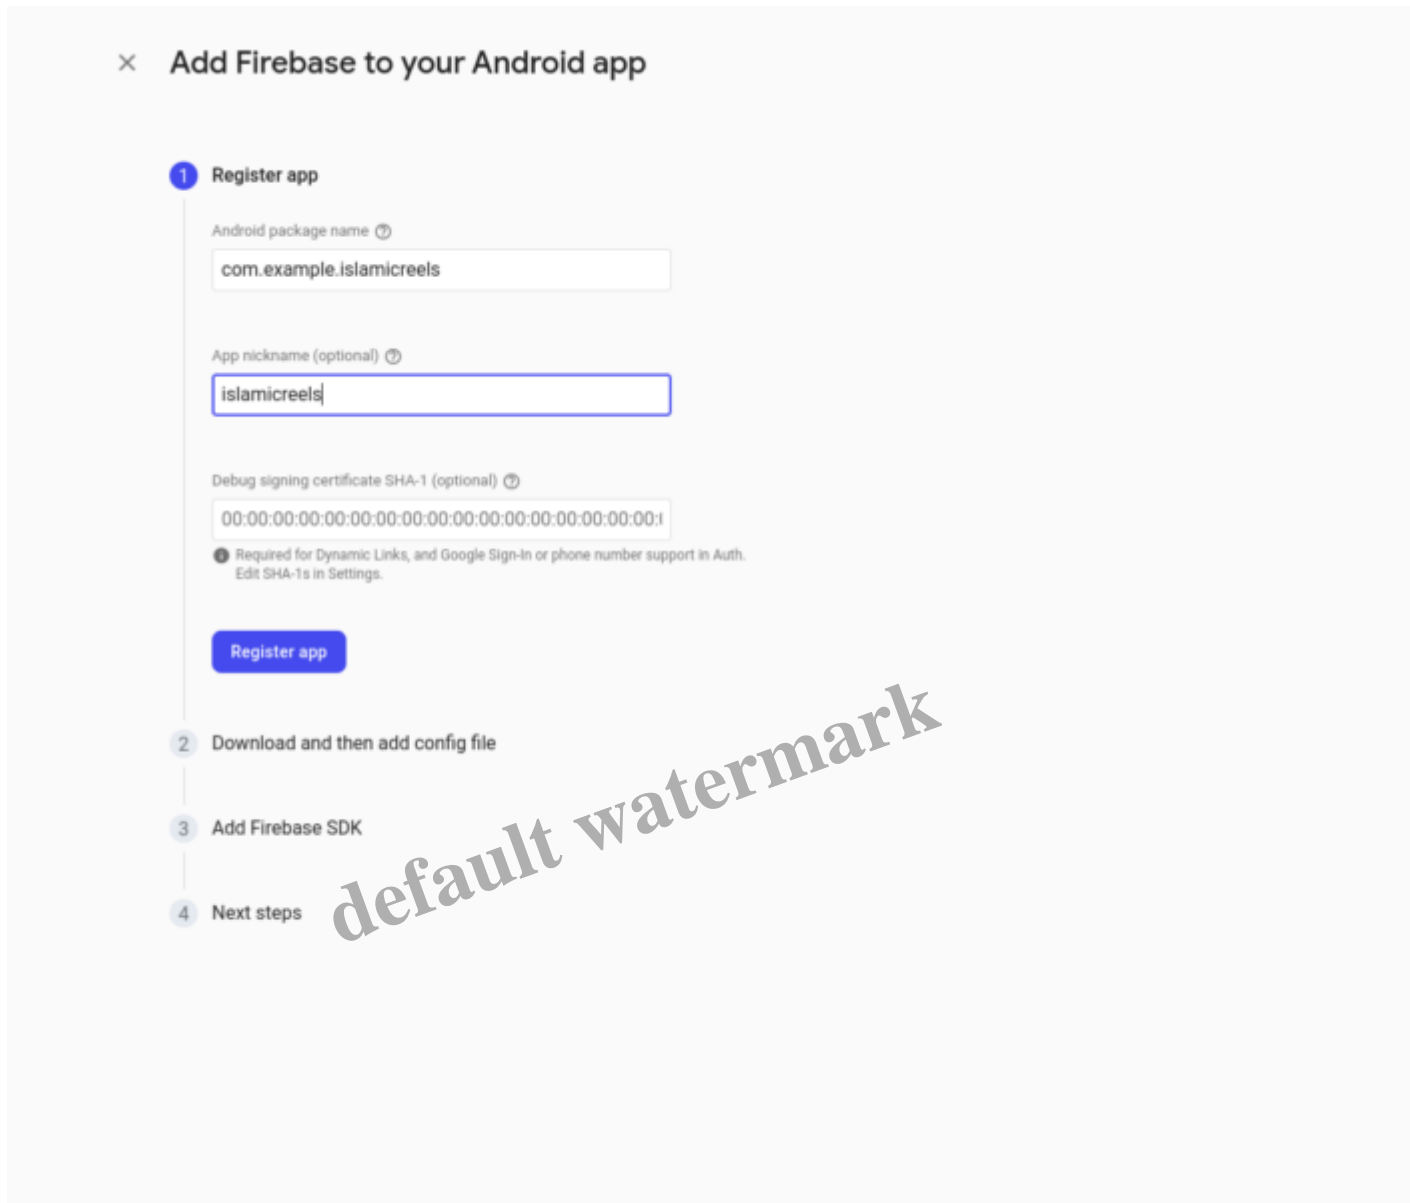 Add Firebase to your Android app
1 Register app
Android package name
com.example.islamicreels
App nickname (optional)
islamicreels
Debug signing certificate SHA-1 (optional)
00:00:00:00:00:00:00:00:00:00:00:00:00:00:00:00:00:
Required for Dynamic Links, and Google Sign-In or phone number support in Auth.
Edit SHA-1s in Settings.
Register app
2 Download and then add config file
3 Add Firebase SDK
4 Next steps
default watermark